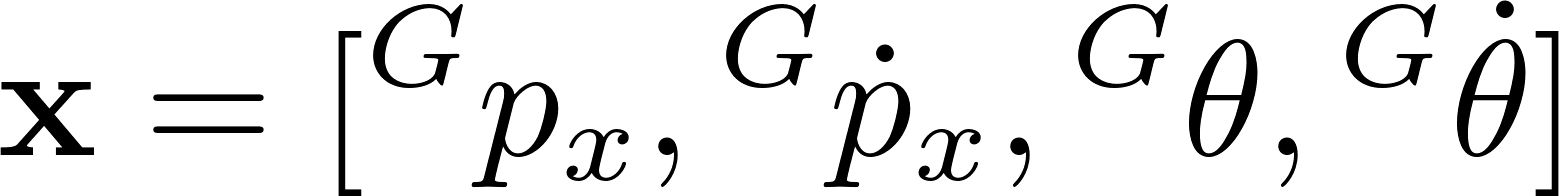 𝐱 = [ᴳpₓ, ᴳṗₓ, ᴳθ, ᴳθ̇]